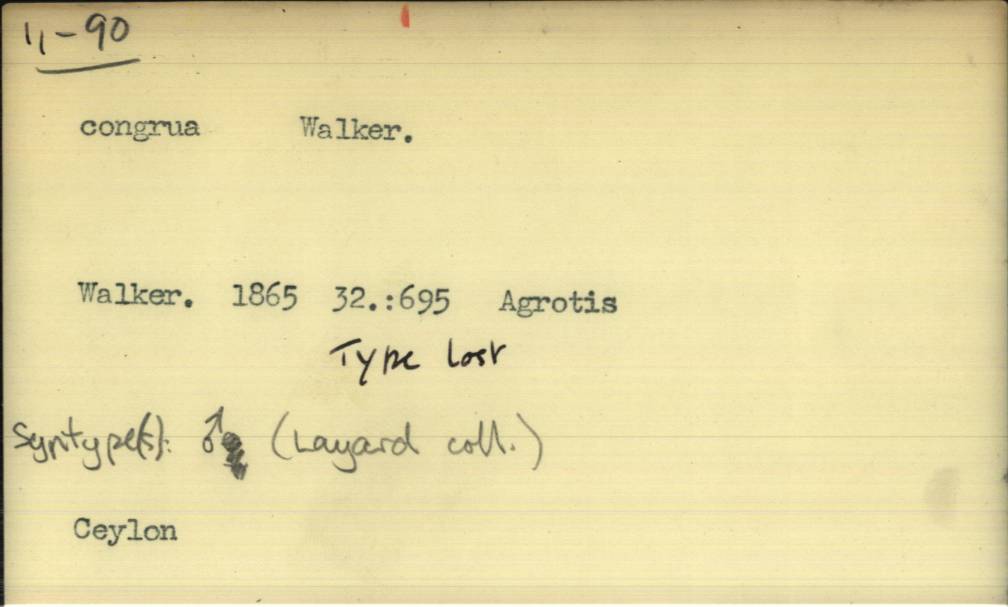 11-90
congrua Walker.
Walker. 1865 32.:695 Agrotis
Type lost
Syntype(s): ♂ (Layard coll.)
Ceylon